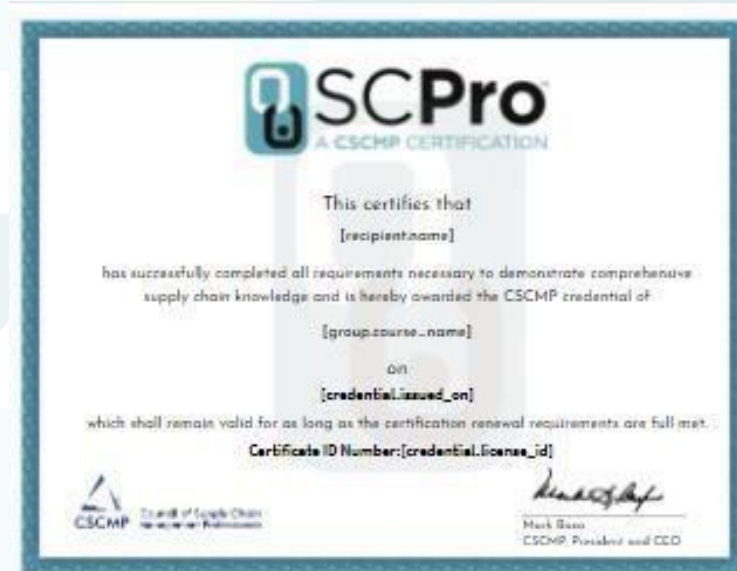 SCPro
A CSCMP CERTIFICATION
This certifies that
[recipient.name]
has successfully completed all requirements necessary to demonstrate comprehensive
supply chain knowledge and is hereby awarded the CSCMP credential of
[group.course_name]
on
[credential.issued_on]
which shall remain valid for as long as the certification renewal requirements are full met.
Certificate ID Number:[credential.license_id]
CSCMP
Council of Supply Chain
Management Professionals
Mark Baxa
CSCMP, President and CEO